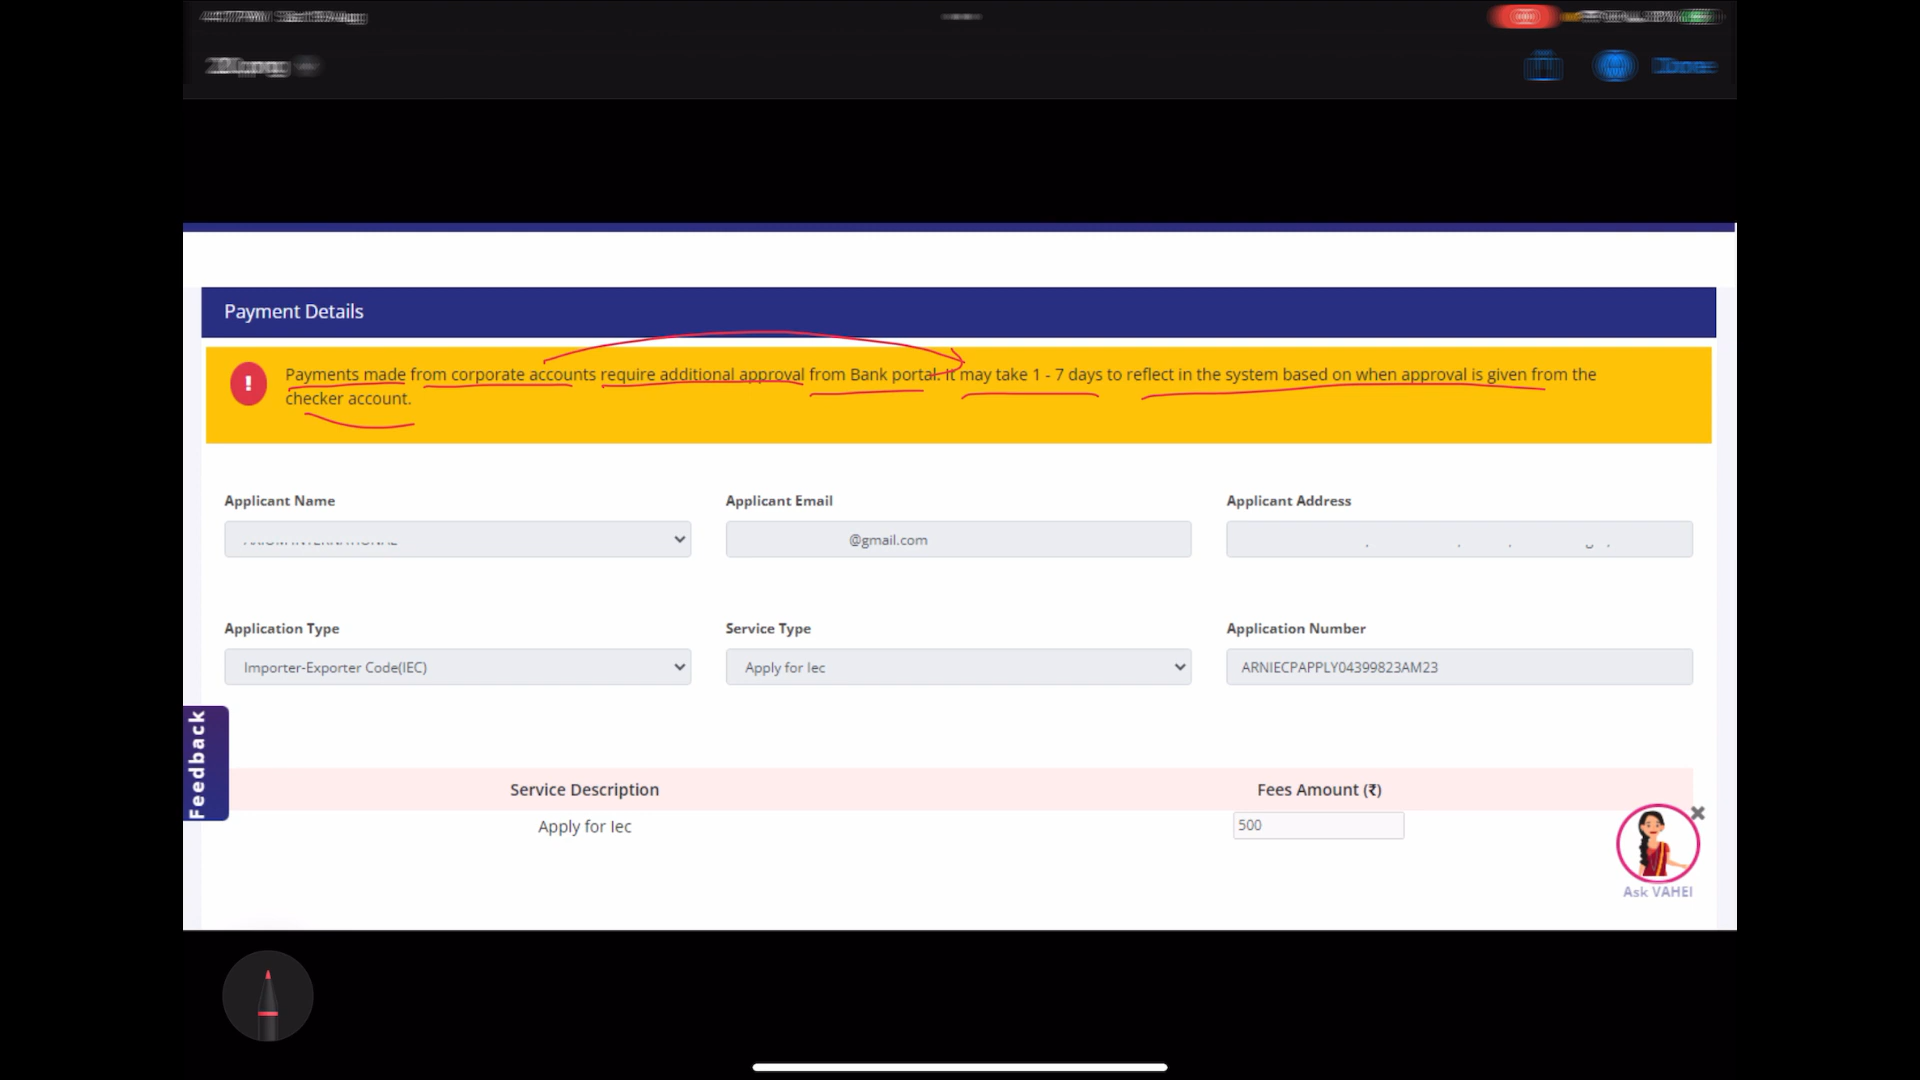 Payment Details
Payments made from corporate accounts require additional approval from Bank portal. It may take 1 - 7 days to reflect in the system based on when approval is given from the
checker account.
Applicant Name
Applicant Email
Applicant Address
@gmail.com
Application Type
Service Type
Application Number
Importer-Exporter Code(IEC)
Apply for Iec
ARNIECPAPPLY04399823AM23
Feedback
Service Description
Fees Amount (₹)
Apply for Iec
500
Ask VAHEI